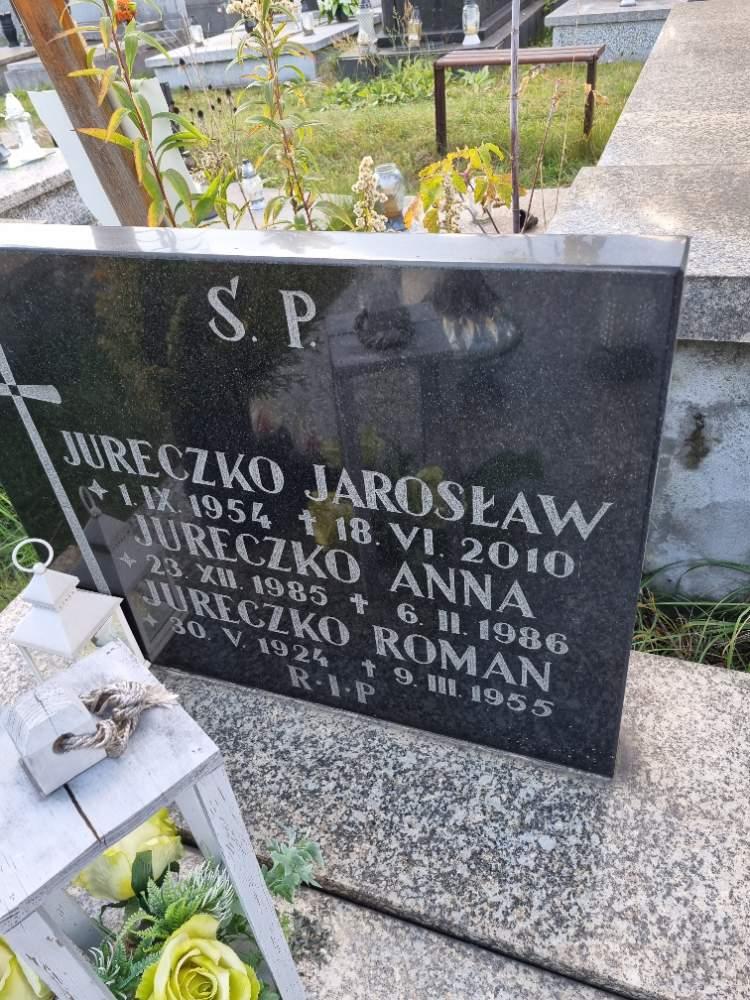 Ś. P.
JURECZKO JAROSŁAW
1. IX. 1954 ✝ 18. VI. 2010
JURECZKO ANNA
23. XII. 1985 ✝ 6. II. 1986
JURECZKO ROMAN
30. V. 1924 ✝ 9. III. 1955
R·I·P